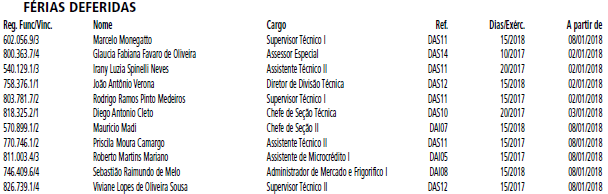 FÉRIAS DEFERIDAS
Reg. Func/Vinc. Nome Cargo Ref. Dias/Exérc. A partir de
602.056.9/3 Marcelo Monegatto Supervisor Técnico I DAS11 15/2018 08/01/2018
800.363.7/4 Glaucia Fabiana Favaro de Oliveira Assessor Especial DAS14 10/2017 02/01/2018
540.129.1/3 Irany Luzia Spinelli Neves Assistente Técnico II DAS11 20/2017 02/01/2018
758.376.1/1 João Antônio Verona Diretor de Divisão Técnica DAS12 15/2018 02/01/2018
803.781.7/2 Rodrigo Ramos Pinto Medeiros Supervisor Técnico I DAS11 15/2017 02/01/2018
818.325.2/1 Diego Antonio Cleto Chefe de Seção Técnica DAS10 20/2017 03/01/2018
570.899.1/2 Mauricio Madi Chefe de Seção II DAI07 15/2018 08/01/2018
770.746.1/2 Priscila Moura Camargo Assistente Técnico II DAS11 15/2017 08/01/2018
811.003.4/3 Roberto Martins Mariano Assistente de Microcrédito I DAI05 15/2017 08/01/2018
746.409.6/4 Sebastião Raimundo de Melo Administrador de Mercado e Frigorífico I DAI08 15/2018 08/01/2018
826.739.1/4 Viviane Lopes de Oliveira Sousa Supervisor Técnico II DAS12 15/2017 08/01/2018